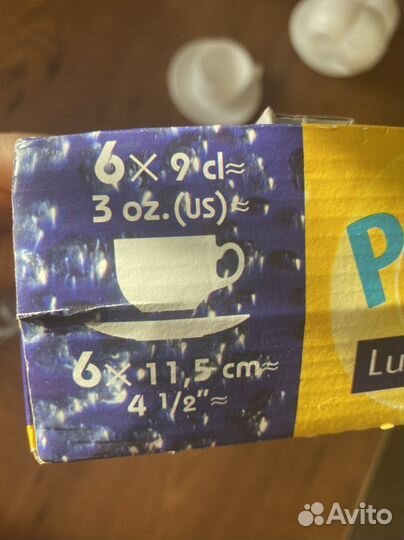 6 × 9 cl≈
3 oz.(US)≈
6 × 11,5 cm≈
4 1/2"≈
P
Lu
Avito